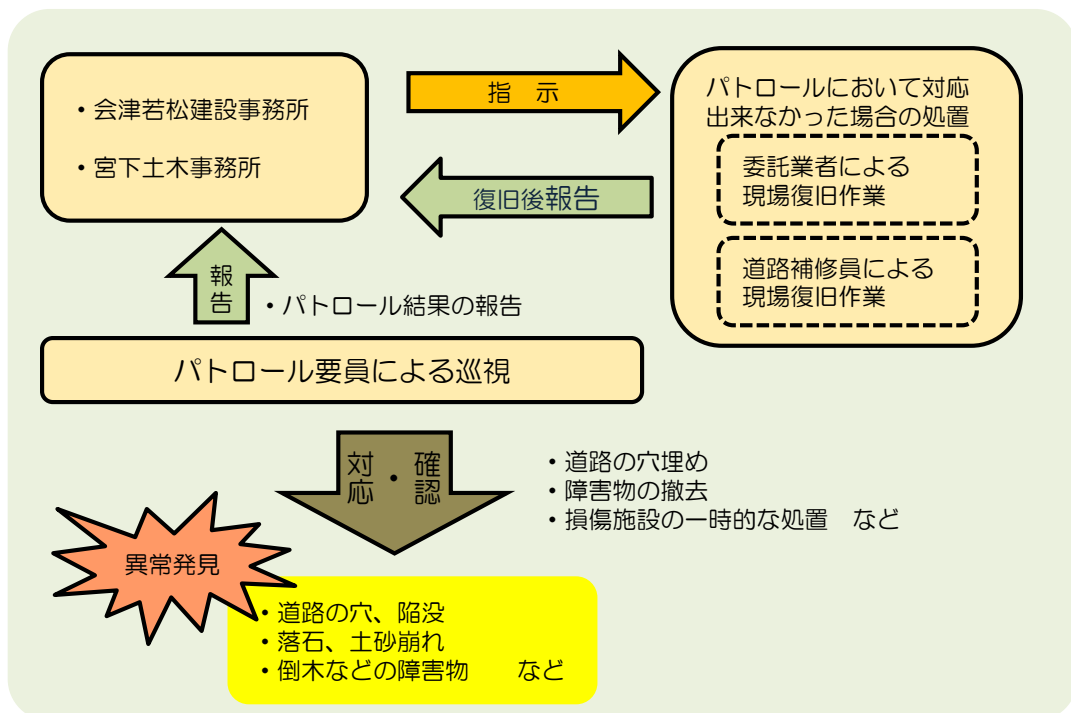 ・会津若松建設事務所
・宮下土木事務所
指　示
復旧後報告
パトロールにおいて対応
出来なかった場合の処置
委託業者による
現場復旧作業
道路補修員による
現場復旧作業
報告
・パトロール結果の報告
パトロール要員による巡視
対応・確認
・道路の穴埋め
・障害物の撤去
・損傷施設の一時的な処置　など
異常発見
・道路の穴、陥没
・落石、土砂崩れ
・倒木などの障害物　　など